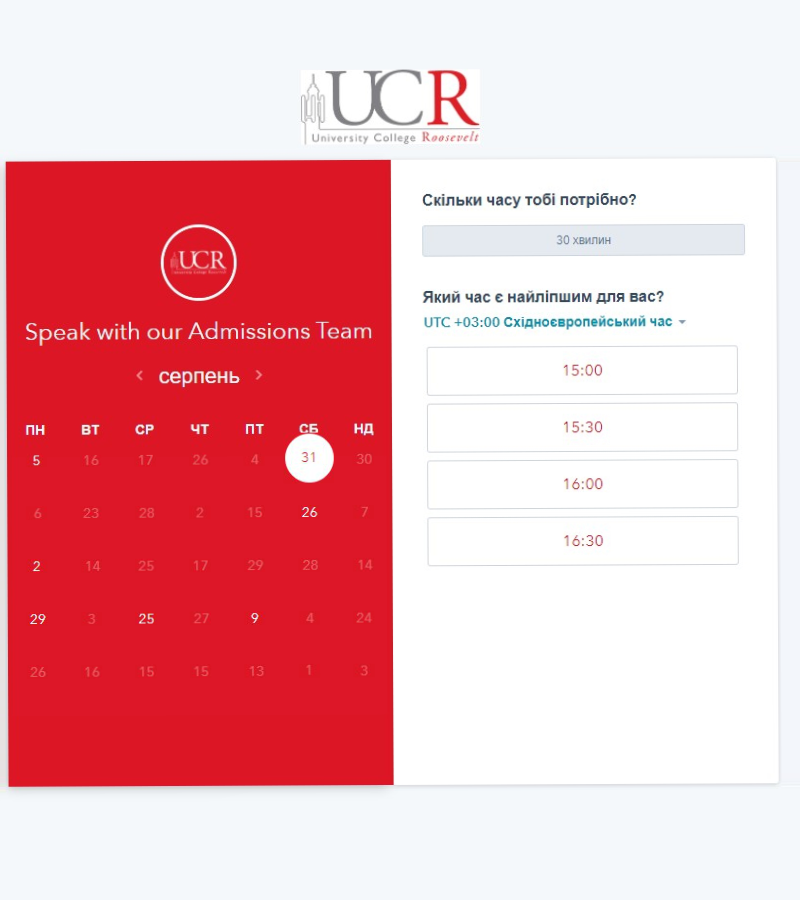 UCR
University College Roosevelt
UCR
Speak with our Admissions Team
серпень
ПН ВТ СР ЧТ ПТ СБ НД
5 16 17 26 4 31 30
6 23 28 2 15 26 7
2 14 25 17 29 28 14
29 3 25 27 9 4 24
26 16 15 15 13 1 3
Скільки часу тобі потрібно?
30 хвилин
Який час є найліпшим для вас?
UTC +03:00 Східноєвропейський час
15:00
15:30
16:00
16:30